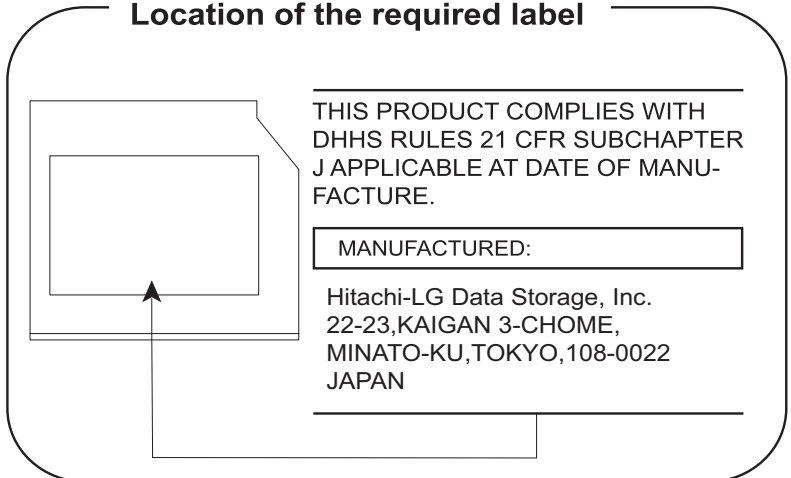 Location of the required label
THIS PRODUCT COMPLIES WITH
DHHS RULES 21 CFR SUBCHAPTER
J APPLICABLE AT DATE OF MANU-
FACTURE.
MANUFACTURED:
Hitachi-LG Data Storage, Inc.
22-23,KAIGAN 3-CHOME,
MINATO-KU,TOKYO,108-0022
JAPAN